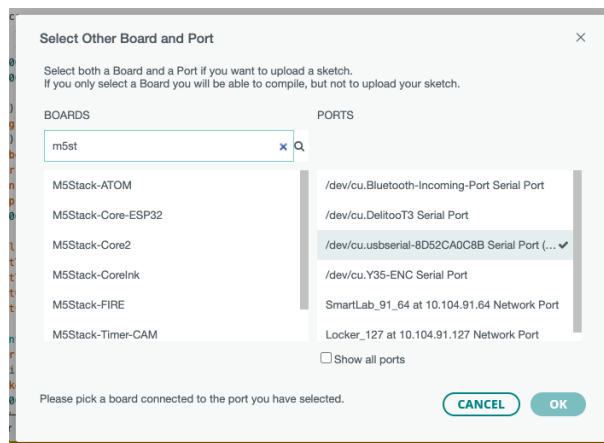 Select Other Board and Port
Select both a Board and a Port if you want to upload a sketch.
If you only select a Board you will be able to compile, but not to upload your sketch.
BOARDS
PORTS
m5st
M5Stack-ATOM
M5Stack-Core-ESP32
M5Stack-Core2
M5Stack-CoreInk
M5Stack-FIRE
M5Stack-Timer-CAM
/dev/cu.Bluetooth-Incoming-Port Serial Port
/dev/cu.DelitooT3 Serial Port
/dev/cu.usbserial-8D52CA0C8B Serial Port (...
/dev/cu.Y35-ENC Serial Port
SmartLab_91_64 at 10.104.91.64 Network Port
Locker_127 at 10.104.91.127 Network Port
Show all ports
Please pick a board connected to the port you have selected.
CANCEL
OK